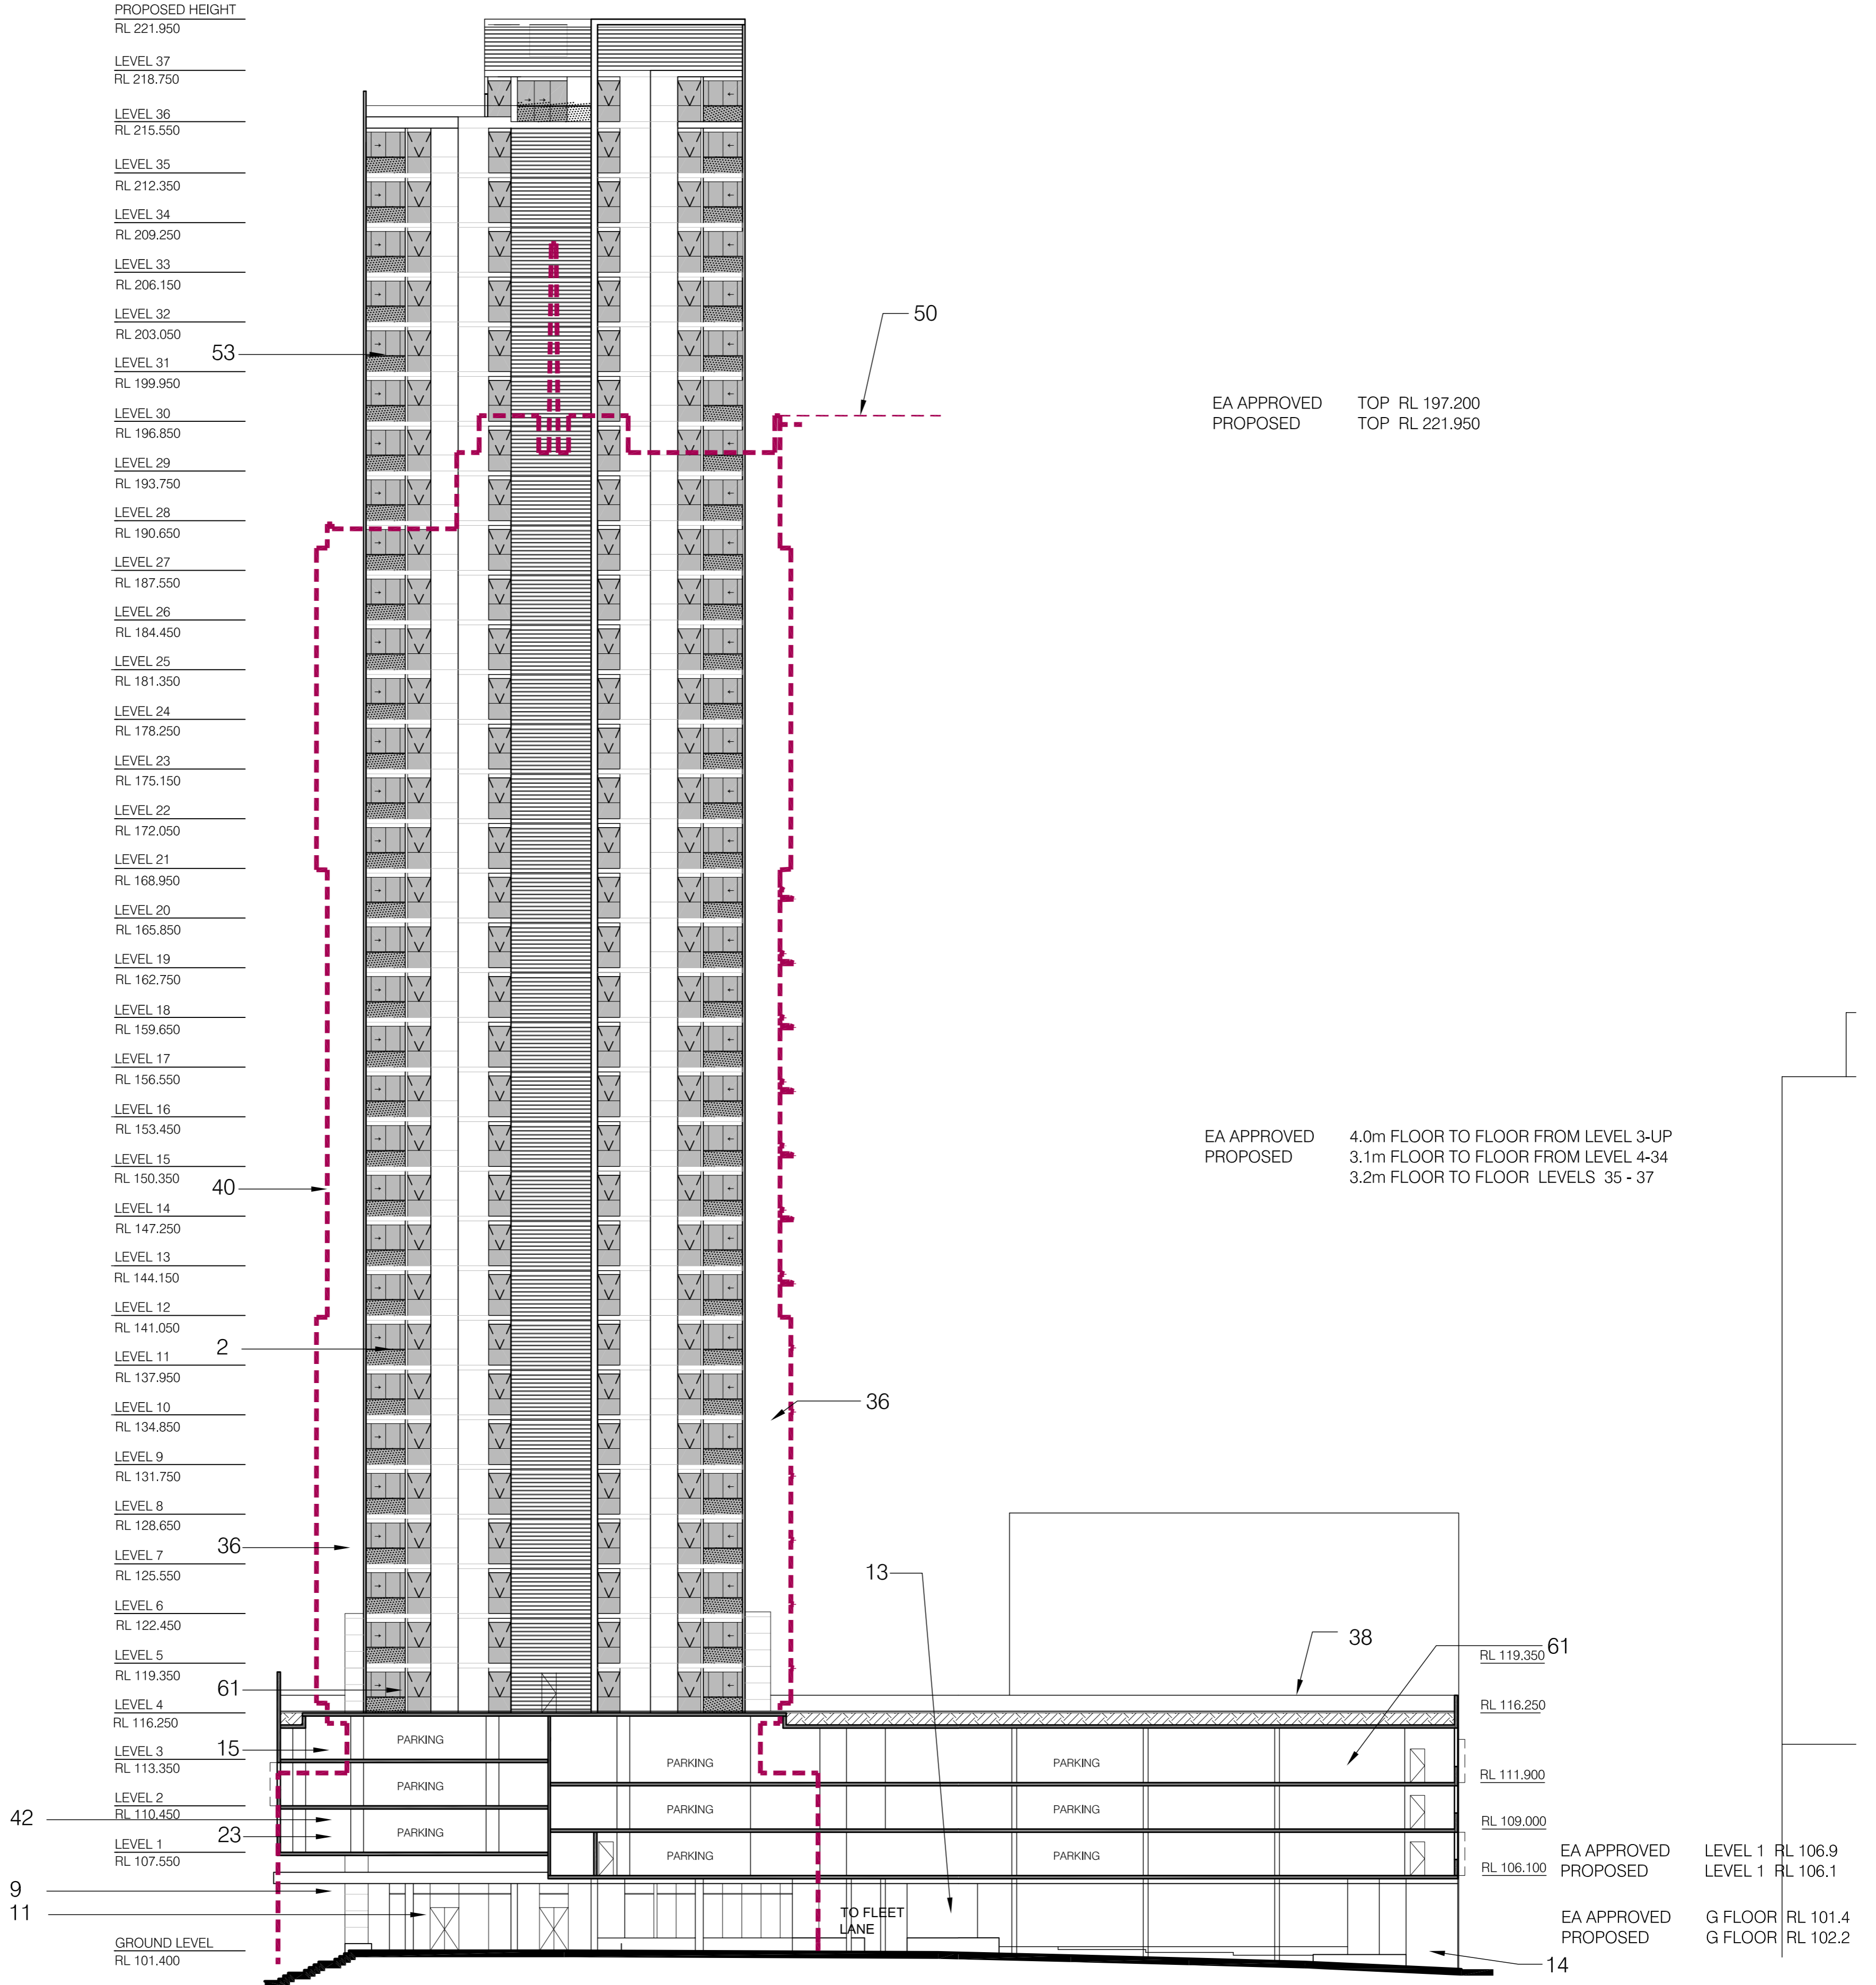 PROPOSED HEIGHT
RL 221.950
LEVEL 37
RL 218.750
LEVEL 36
RL 215.550
LEVEL 35
RL 212.350
LEVEL 34
RL 209.250
LEVEL 33
RL 206.150
LEVEL 32
RL 203.050
LEVEL 31
RL 199.950
LEVEL 30
RL 196.850
LEVEL 29
RL 193.750
LEVEL 28
RL 190.650
LEVEL 27
RL 187.550
LEVEL 26
RL 184.450
LEVEL 25
RL 181.350
LEVEL 24
RL 178.250
LEVEL 23
RL 175.150
LEVEL 22
RL 172.050
LEVEL 21
RL 168.950
LEVEL 20
RL 165.850
LEVEL 19
RL 162.750
LEVEL 18
RL 159.650
LEVEL 17
RL 156.550
LEVEL 16
RL 153.450
LEVEL 15
RL 150.350
LEVEL 14
RL 147.250
LEVEL 13
RL 144.150
LEVEL 12
RL 141.050
LEVEL 11
RL 137.950
LEVEL 10
RL 134.850
LEVEL 9
RL 131.750
LEVEL 8
RL 128.650
LEVEL 7
RL 125.550
LEVEL 6
RL 122.450
LEVEL 5
RL 119.350
LEVEL 4
RL 116.250
LEVEL 3
RL 113.350
LEVEL 2
RL 110.450
LEVEL 1
RL 107.550
GROUND LEVEL
RL 101.400
53
40
2
36
61
15
42
23
9
11
50
36
13
38
61
14
EA APPROVED TOP RL 197.200
PROPOSED TOP RL 221.950
EA APPROVED 4.0m FLOOR TO FLOOR FROM LEVEL 3-UP
PROPOSED 3.1m FLOOR TO FLOOR FROM LEVEL 4-34
3.2m FLOOR TO FLOOR LEVELS 35 - 37
PARKING
PARKING
PARKING
PARKING
PARKING
PARKING
PARKING
PARKING
PARKING
TO FLEET
LANE
RL 119.350
RL 116.250
RL 111.900
RL 109.000
RL 106.100
EA APPROVED LEVEL 1 RL 106.9
PROPOSED LEVEL 1 RL 106.1
EA APPROVED G FLOOR RL 101.4
PROPOSED G FLOOR RL 102.2